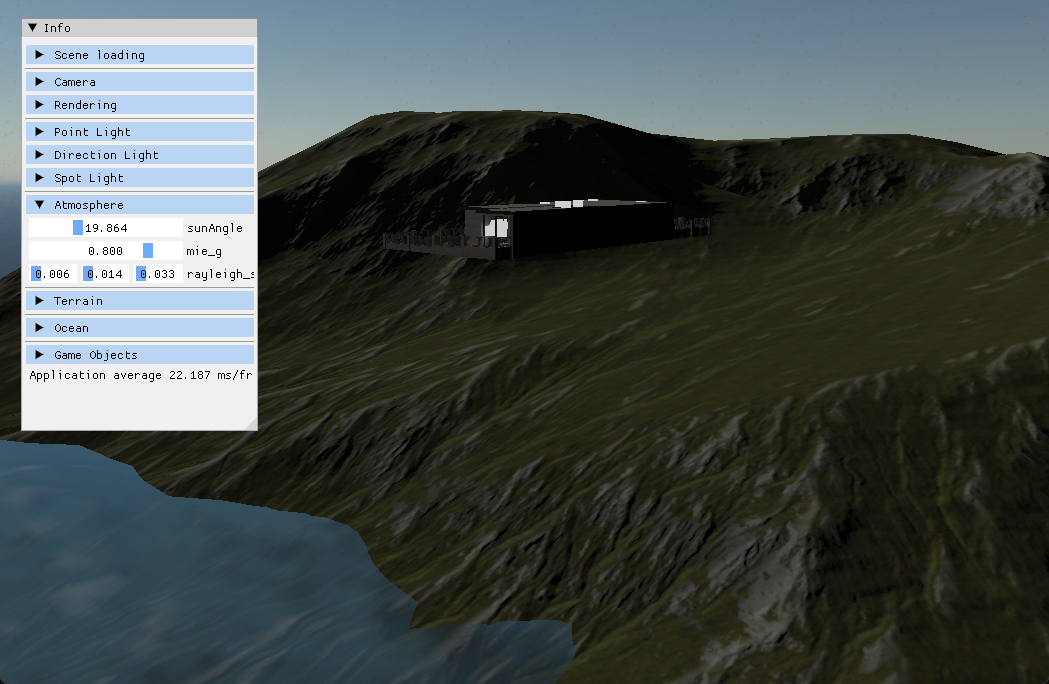 Info
Scene loading
Camera
Rendering
Point Light
Direction Light
Spot Light
Atmosphere
19.864 sunAngle
0.800 mie_g
0.006 0.014 0.033 rayleigh_s
Terrain
Ocean
Game Objects
Application average 22.187 ms/fr